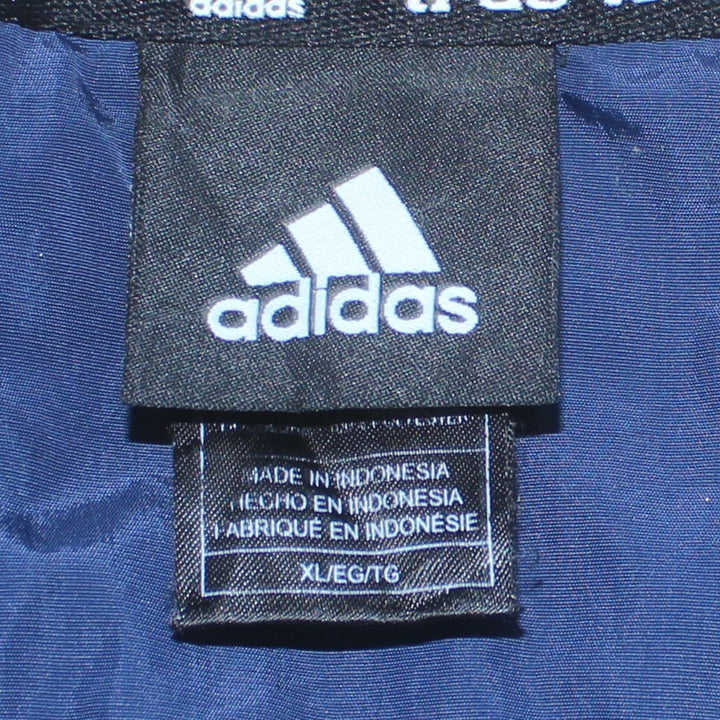 adidas
adidas
MADE IN INDONESIA
HECHO EN INDONESIA
FABRIQUÉ EN INDONÉSIE
XL/EG/TG